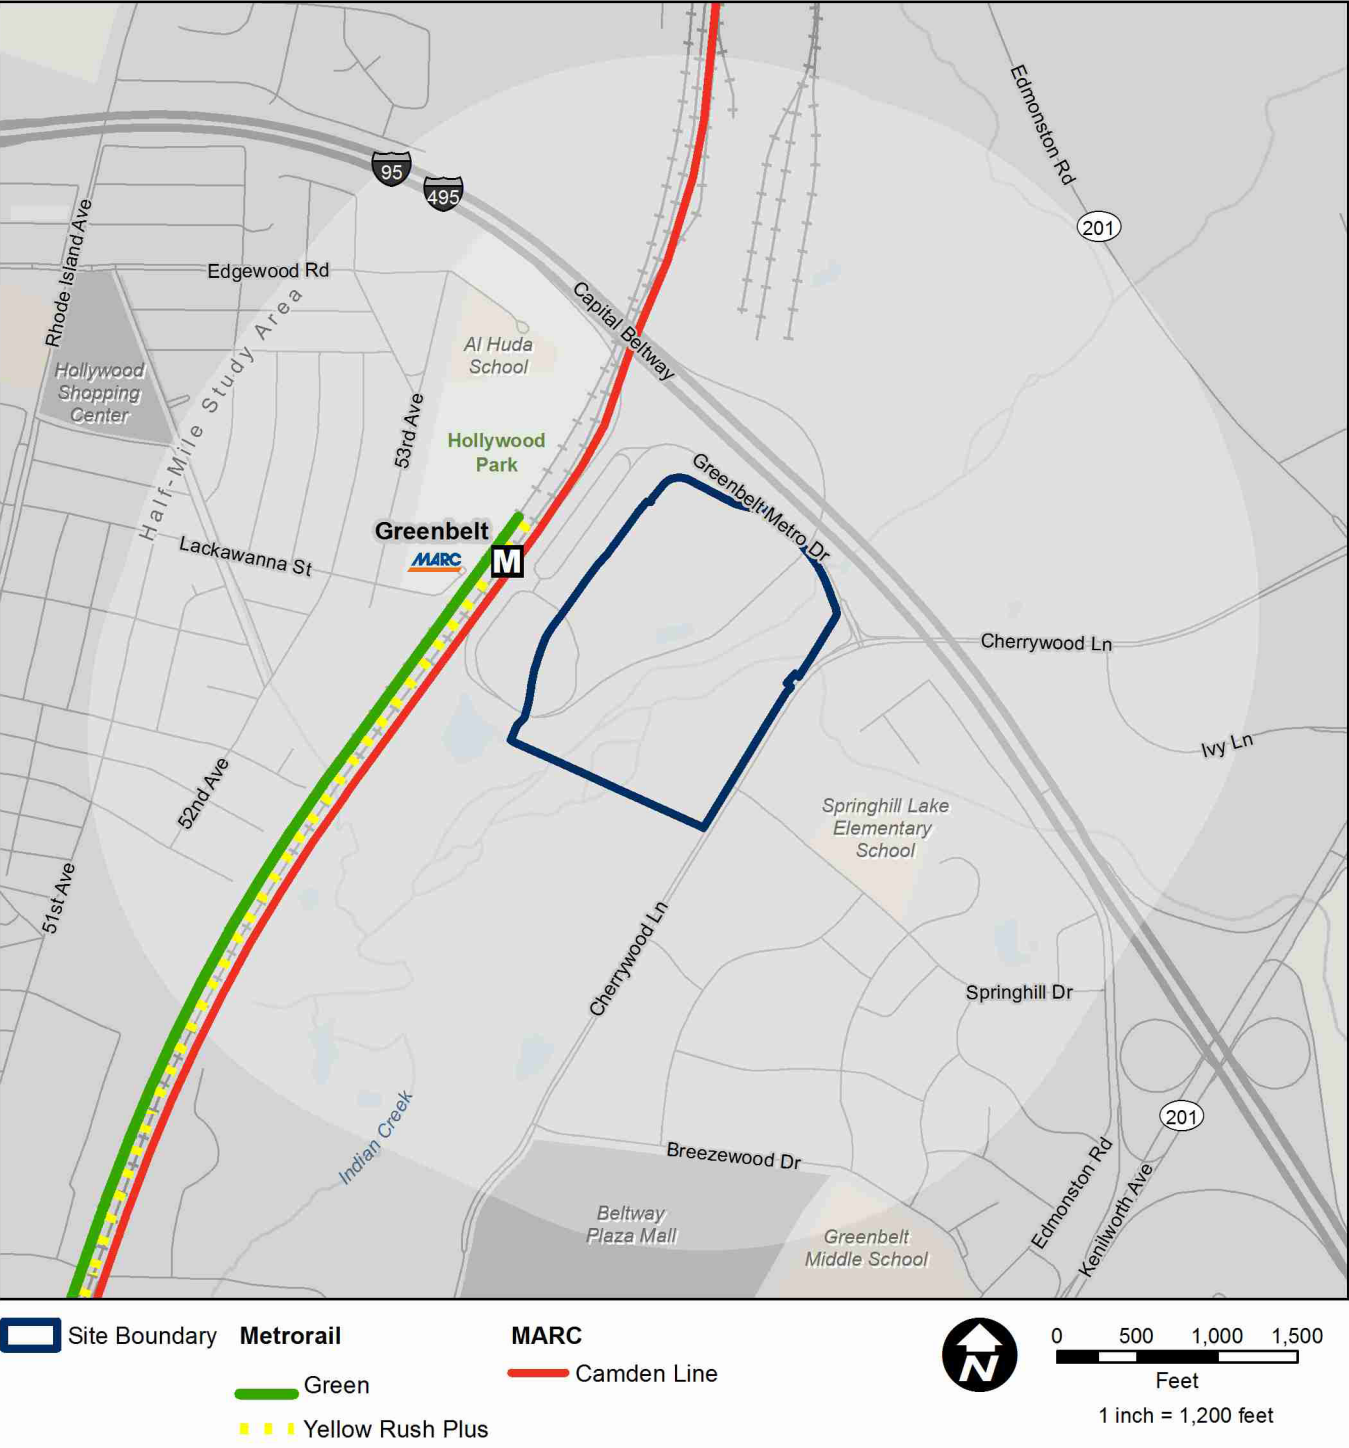 Edmonston Rd
95
495
201
Rhode Island Ave
Edgewood Rd
Capital Beltway
Al Huda
School
Hollywood
Shopping
Center
Half-Mile Study Area
53rd Ave
Hollywood
Park
Greenbelt Metro Dr
Greenbelt
MARC
M
Lackawanna St
Cherrywood Ln
Ivy Ln
52nd Ave
Springhill Lake
Elementary
School
51st Ave
Cherrywood Ln
Springhill Dr
Indian Creek
201
Breezewood Dr
Edmonston Rd
Kenilworth Ave
Beltway
Plaza Mall
Greenbelt
Middle School
Site Boundary
Metrorail
Green
Yellow Rush Plus
MARC
Camden Line
N
0 500 1,000 1,500
Feet
1 inch = 1,200 feet